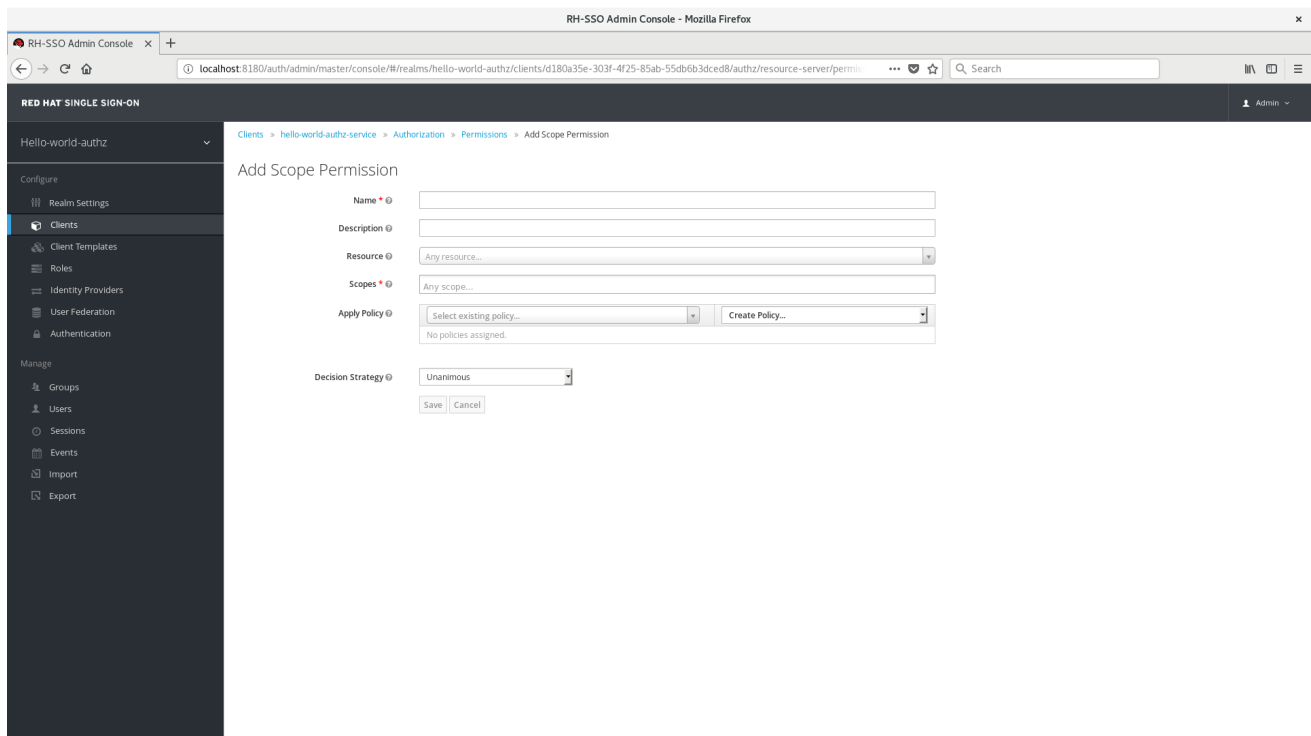 RH-SSO Admin Console - Mozilla Firefox
RH-SSO Admin Console
localhost:8180/auth/admin/master/console/#/realms/hello-world-authz/clients/d180a35e-303f-4f25-85ab-55db6b3dced8/authz/resource-server/permis
Search
RED HAT SINGLE SIGN-ON
Admin
Hello-world-authz
Clients » hello-world-authz-service » Authorization » Permissions » Add Scope Permission
Configure
Realm Settings
Clients
Client Templates
Roles
Identity Providers
User Federation
Authentication
Manage
Groups
Users
Sessions
Events
Import
Export
Add Scope Permission
Name *
Description
Resource
Any resource...
Scopes *
Any scope...
Apply Policy
Select existing policy...
Create Policy...
No policies assigned.
Decision Strategy
Unanimous
Save Cancel